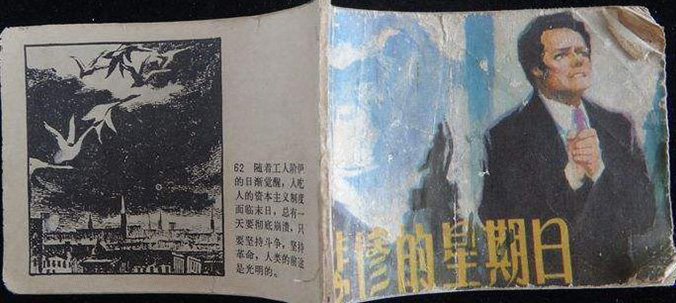 62 随着工人阶
的日渐觉醒，人吃
人的资本主义制度
面临末日，总有一
天要彻底崩溃，只
要坚持斗争，坚持
革命，人类的前途
是光明的。
惨的星期日